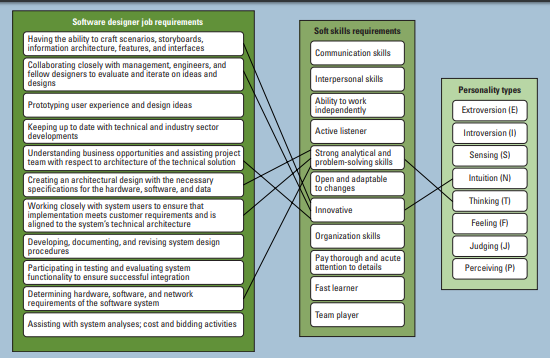 Software designer job requirements
Having the ability to craft scenarios, storyboards,
information architecture, features, and interfaces
Collaborating closely with management, engineers, and
fellow designers to evaluate and iterate on ideas and
designs
Prototyping user experience and design ideas
Keeping up to date with technical and industry sector
developments
Understanding business opportunities and assisting project
team with respect to architecture of the technical solution
Creating an architectural design with the necessary
specifications for the hardware, software, and data
Working closely with system users to ensure that
implementation meets customer requirements and is
aligned to the system's technical architecture
Developing, documenting, and revising system design
procedures
Participating in testing and evaluating system
functionality to ensure successful integration
Determining hardware, software, and network
requirements of the software system
Assisting with system analyses; cost and bidding activities
Soft skills requirements
Communication skills
Interpersonal skills
Ability to work
independently
Active listener
Strong analytical and
problem-solving skills
Open and adaptable
to changes
Innovative
Organization skills
Pay thorough and acute
attention to details
Fast learner
Team player
Personality types
Extroversion (E)
Introversion (I)
Sensing (S)
Intuition (N)
Thinking (T)
Feeling (F)
Judging (J)
Perceiving (P)